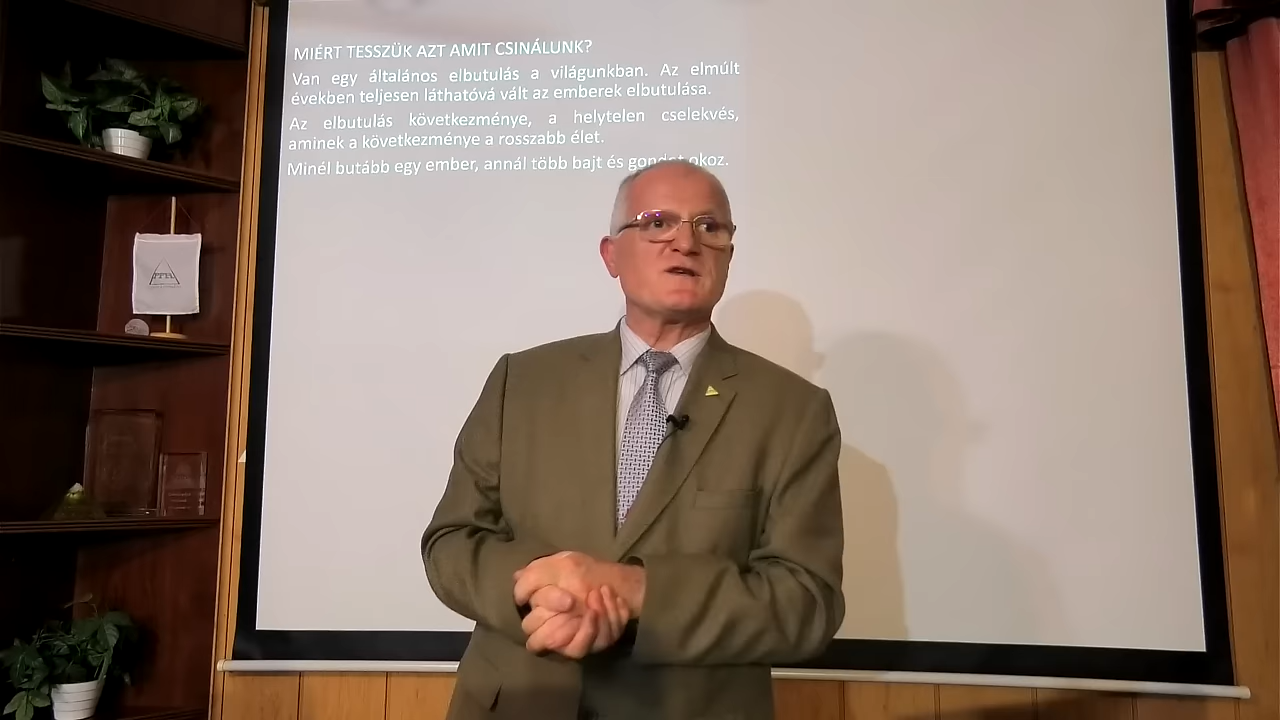 MIÉRT TESSZÜK AZT AMIT CSINÁLUNK?
Van egy általános elbutulás a világunkban. Az elmúlt
években teljesen láthatóvá vált az emberek elbutulása.
Az elbutulás következménye, a helytelen cselekvés,
aminek a következménye a rosszabb élet.
Minél butább egy ember, annál több bajt és gondot okoz.